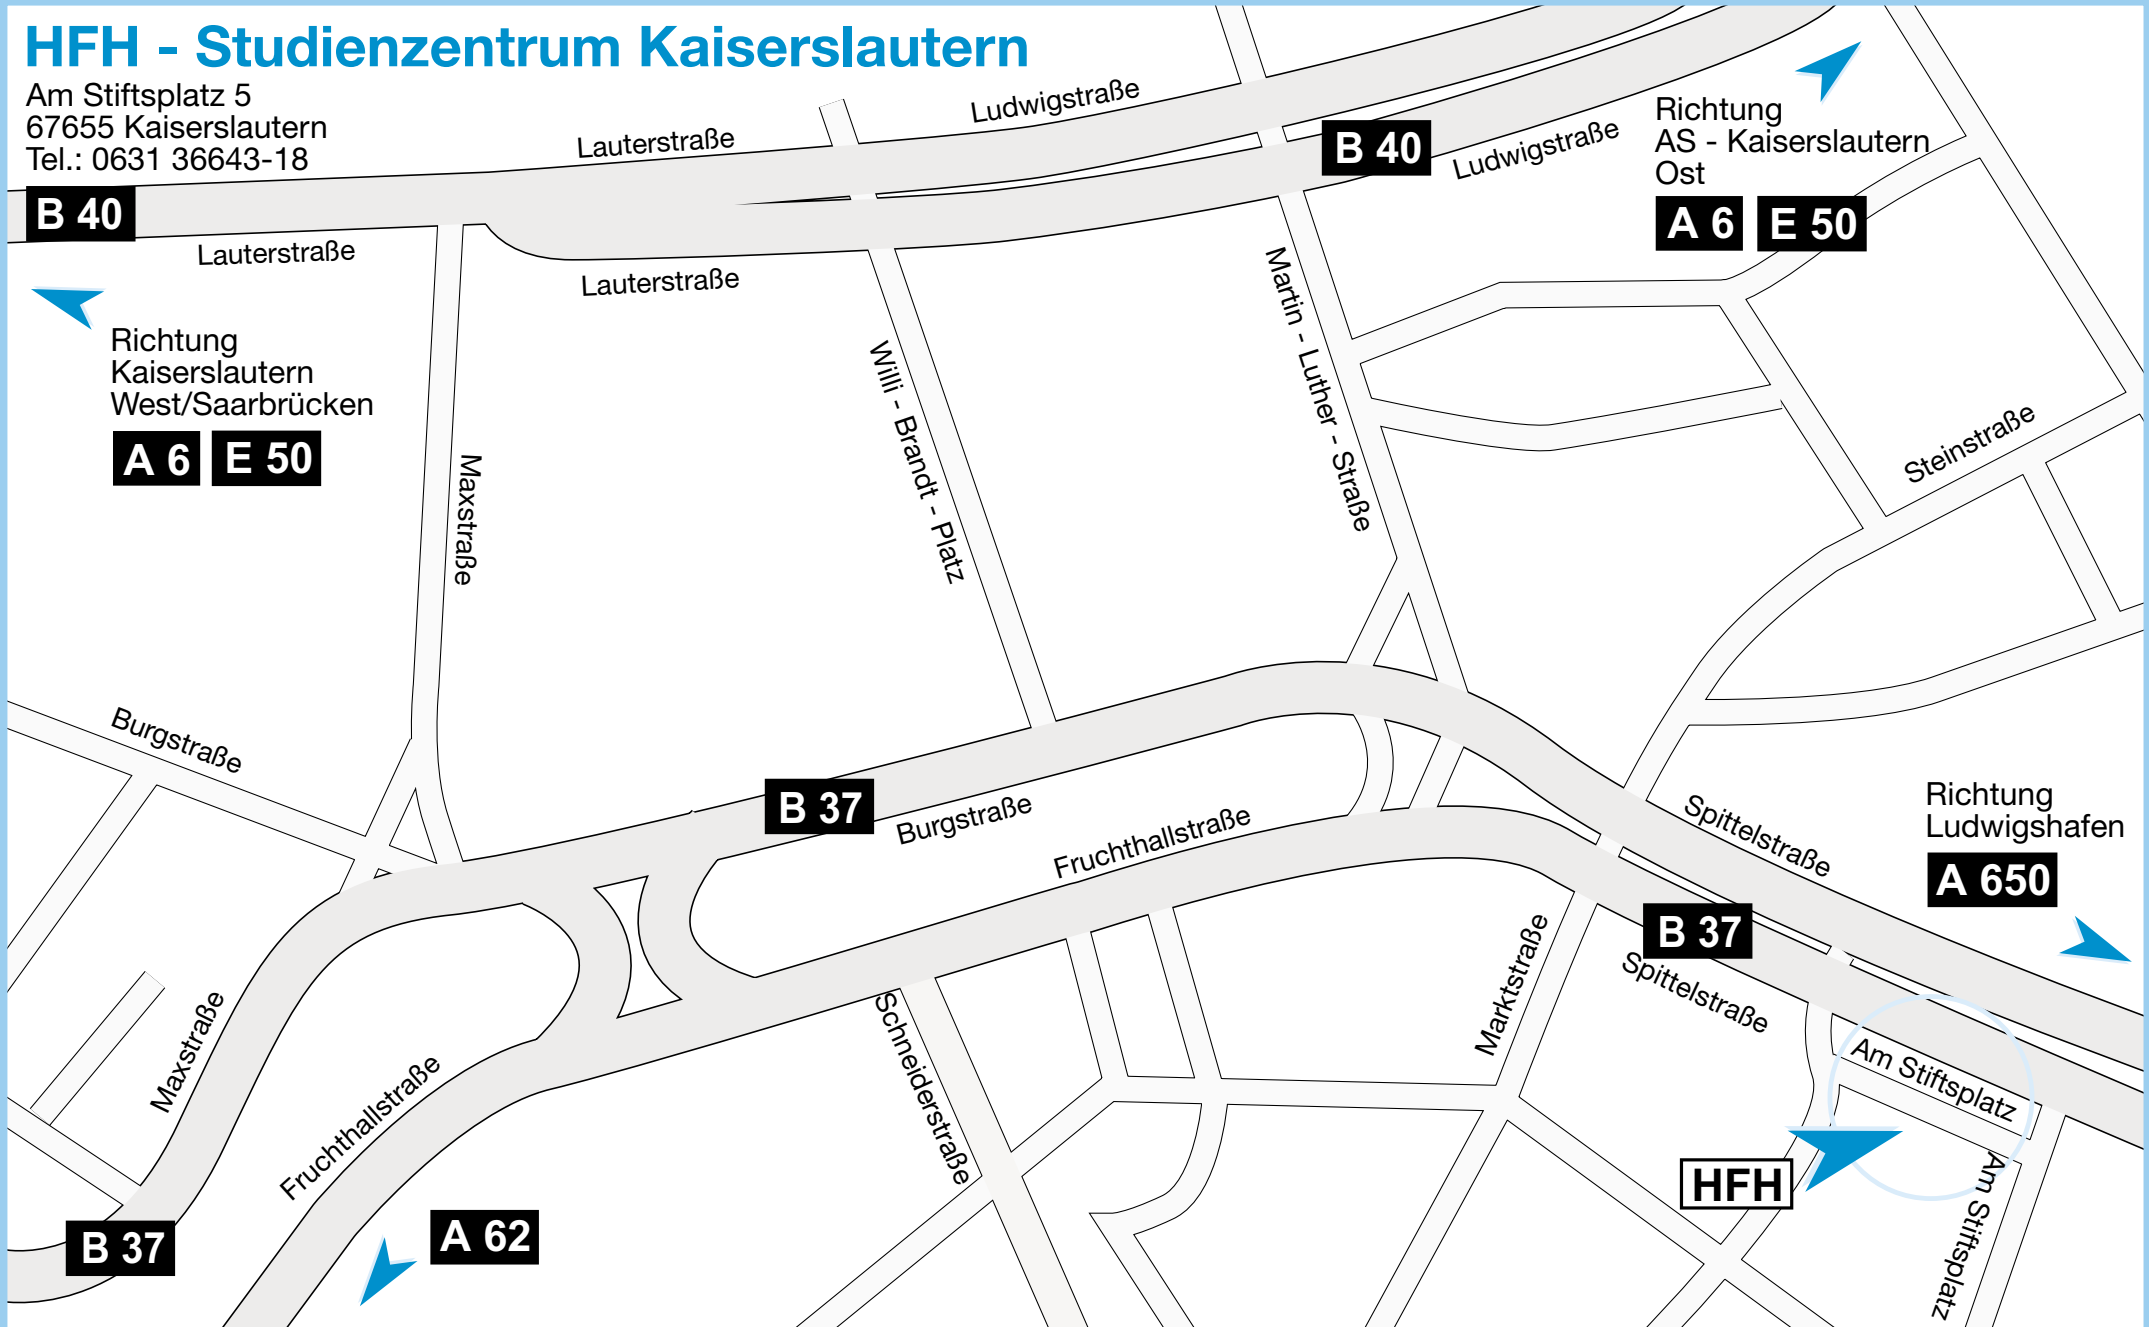 HFH - Studienzentrum Kaiserslautern
Am Stiftsplatz 5
67655 Kaiserslautern
Tel.: 0631 36643-18
B 40
Lauterstraße
Lauterstraße
Lauterstraße
Ludwigstraße
B 40
Ludwigstraße
Richtung
AS - Kaiserslautern
Ost
A 6
E 50
Richtung
Kaiserslautern
West/Saarbrücken
A 6
E 50
Maxstraße
Willi - Brandt - Platz
Martin - Luther - Straße
Steinstraße
Burgstraße
B 37
Burgstraße
Fruchthallstraße
Spittelstraße
Richtung
Ludwigshafen
A 650
B 37
Spittelstraße
Marktstraße
Schneiderstraße
Maxstraße
Fruchthallstraße
Am Stiftsplatz
HFH
Am Stiftsplatz
B 37
A 62